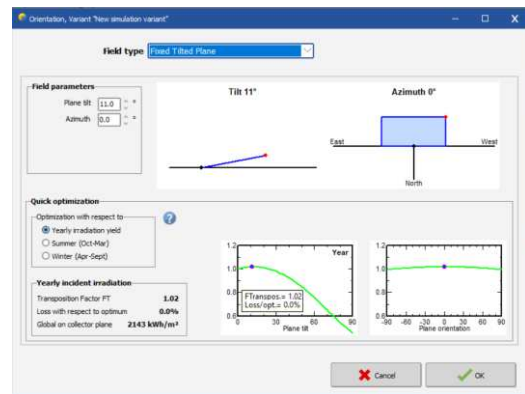 Orientation, Variant "New simulation variant"
Field type Fixed Tilted Plane
Field parameters
Plane tilt 11.0 °
Azimuth 0.0 °
Tilt 11°
Azimuth 0°
East
West
North
Quick optimization
Optimization with respect to
Yearly irradiation yield
Summer (Oct-Mar)
Winter (Apr-Sept)
?
Yearly incident irradiation
Transposition Factor FT 1.02
Loss with respect to optimum 0.0%
Global on collector plane 2143 kWh/m²
Year
1.2
1.0
0.8
0.6
FTranspos.= 1.02
Loss/opt.= 0.0%
0 30 60 90
Plane tilt
1.2
1.0
0.8
0.6
-90 -60 -30 0 30 60 90
Plane orientation
Cancel
OK